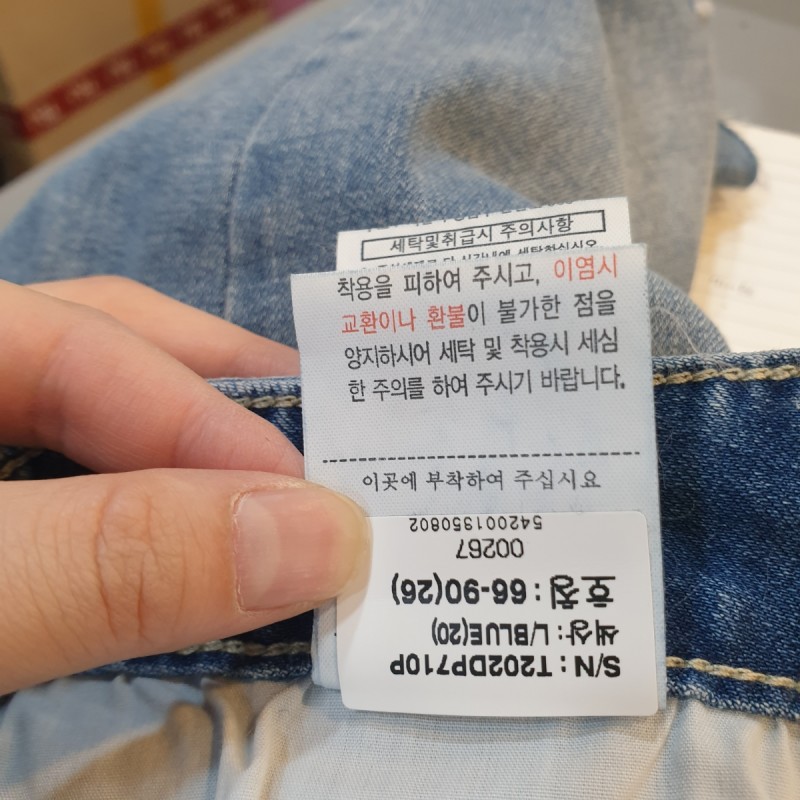 세탁및취급시 주의사항
착용을 피하여 주시고, 이염시
교환이나 환불이 불가한 점을
양지하시어 세탁 및 착용시 세심
한 주의를 하여 주시기 바랍니다.
이곳에 부착하여 주십시요
S/N : T202DP710P
색상 : L/BLUE(20)
호칭 : 66-90(26)
00267
542001950802